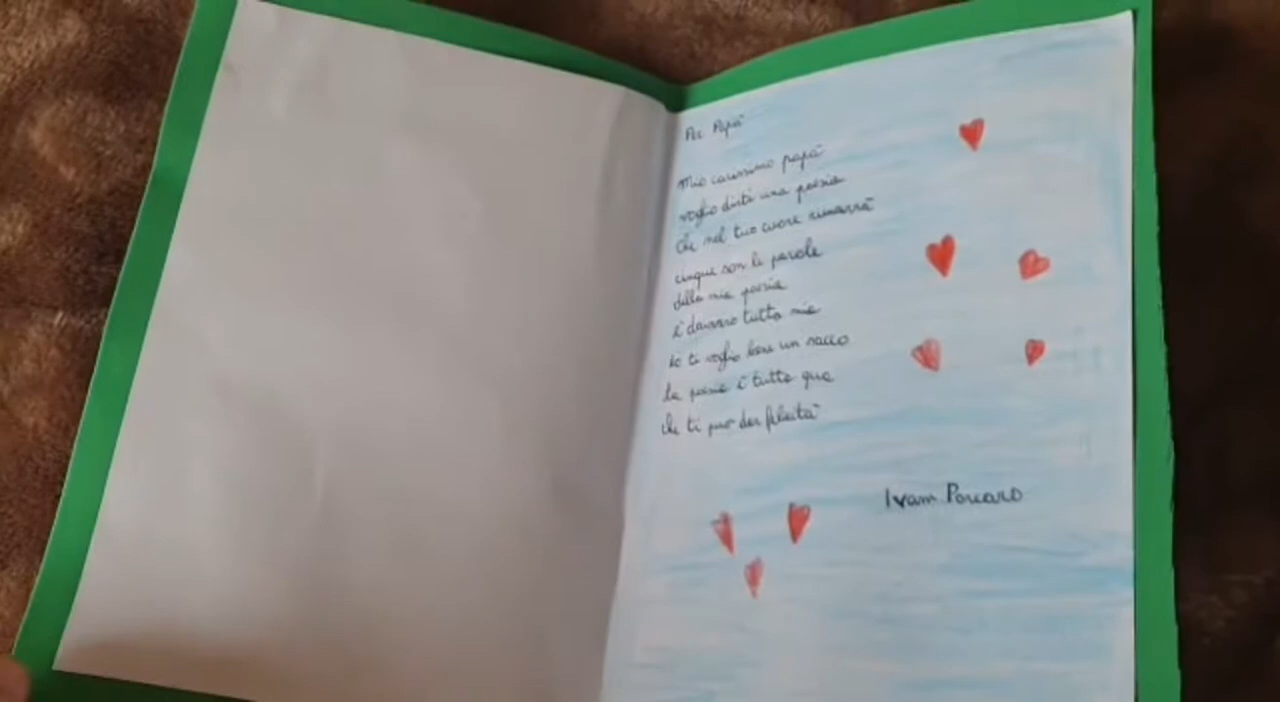 Per Papà
Mio carissimo papà
voglio dirti una poesia
che nel tuo cuore rimarrà
cinque son le parole
della mia poesia
è davvero tutta mia
io ti voglio bene un sacco
la poesia è tutta qua
che ti può dar felicità
Ivam Porcaro